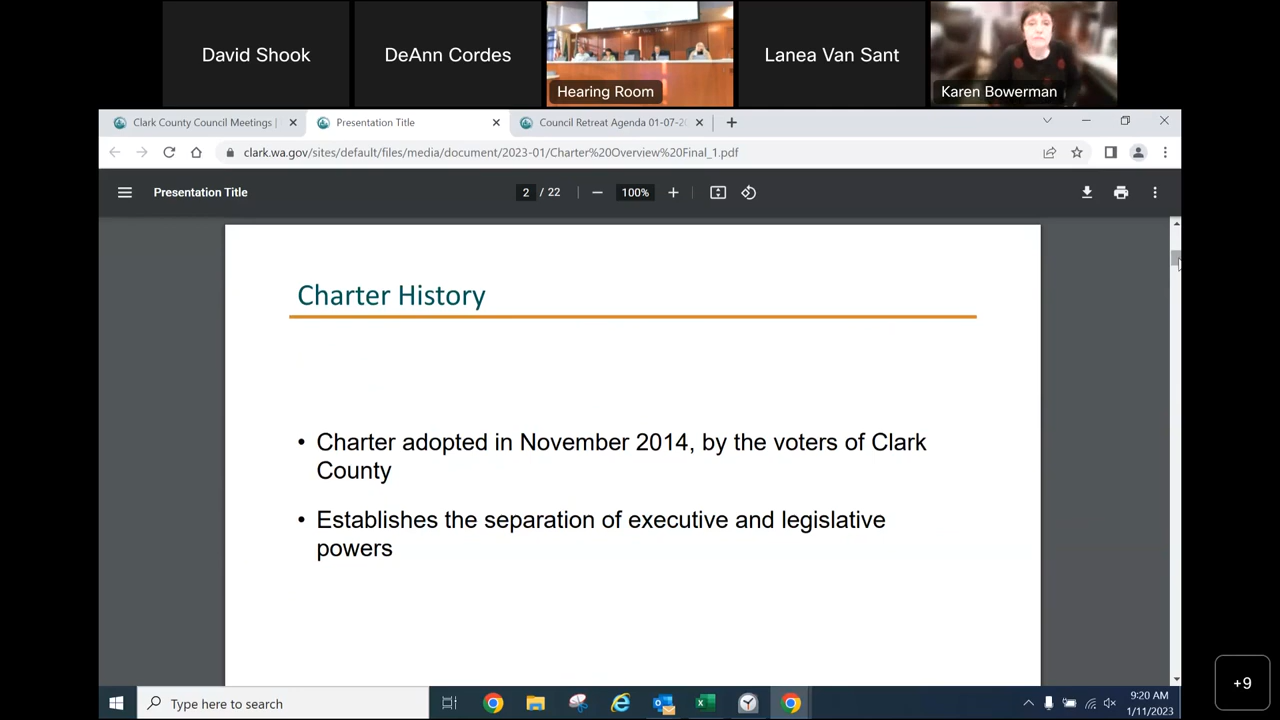 David Shook
DeAnn Cordes
Hearing Room
Lanea Van Sant
Karen Bowerman
Clark County Council Meetings |
Presentation Title
Council Retreat Agenda 01-07-2
clark.wa.gov/sites/default/files/media/document/2023-01/Charter%20Overview%20Final_1.pdf
Presentation Title
2 / 22
100%
Charter History
• Charter adopted in November 2014, by the voters of Clark
County
• Establishes the separation of executive and legislative
powers
Type here to search
9:20 AM
1/11/2023
+9